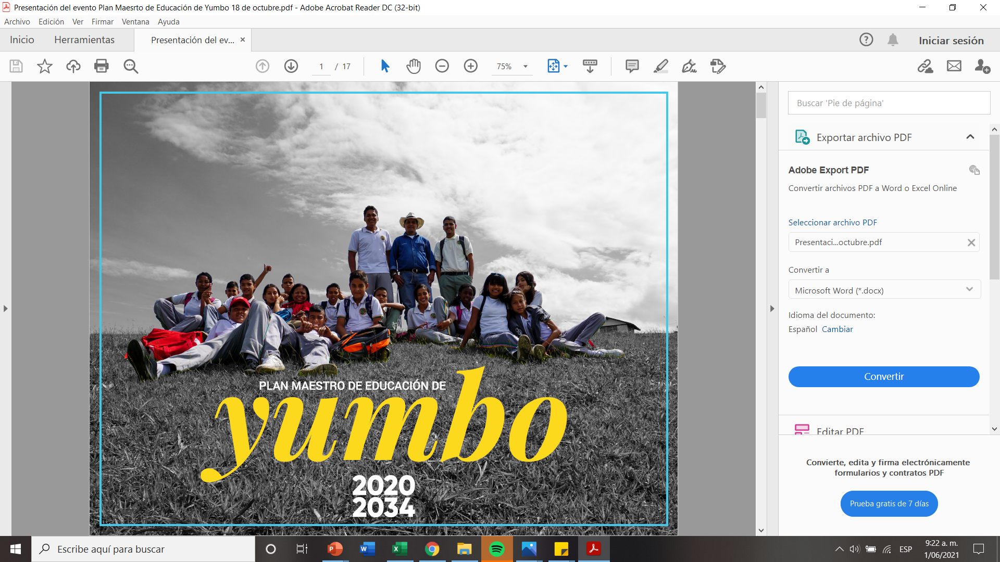 Presentación del evento Plan Maesrto de Educación de Yumbo 18 de octubre.pdf - Adobe Acrobat Reader DC (32-bit)
Archivo Edición Ver Firmar Ventana Ayuda
Inicio Herramientas Presentación del ev... Iniciar sesión
1 / 17 75%
Buscar 'Pie de página'
Exportar archivo PDF
Adobe Export PDF
Convertir archivos PDF a Word o Excel Online
Seleccionar archivo PDF
Presentaci...octubre.pdf
Convertir a
Microsoft Word (*.docx)
Idioma del documento:
Español Cambiar
Convertir
Editar PDF
Convierte, edita y firma electrónicamente
formularios y contratos PDF
Prueba gratis de 7 días
PLAN MAESTRO DE EDUCACIÓN DE
yumbo
2020
2034
Escribe aquí para buscar
ESP
9:22 a. m.
1/06/2021